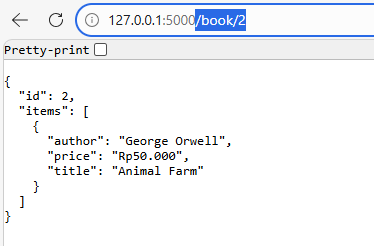 127.0.0.1:5000/book/2
Pretty-print
{
  "id": 2,
  "items": [
    {
      "author": "George Orwell",
      "price": "Rp50.000",
      "title": "Animal Farm"
    }
  ]
}